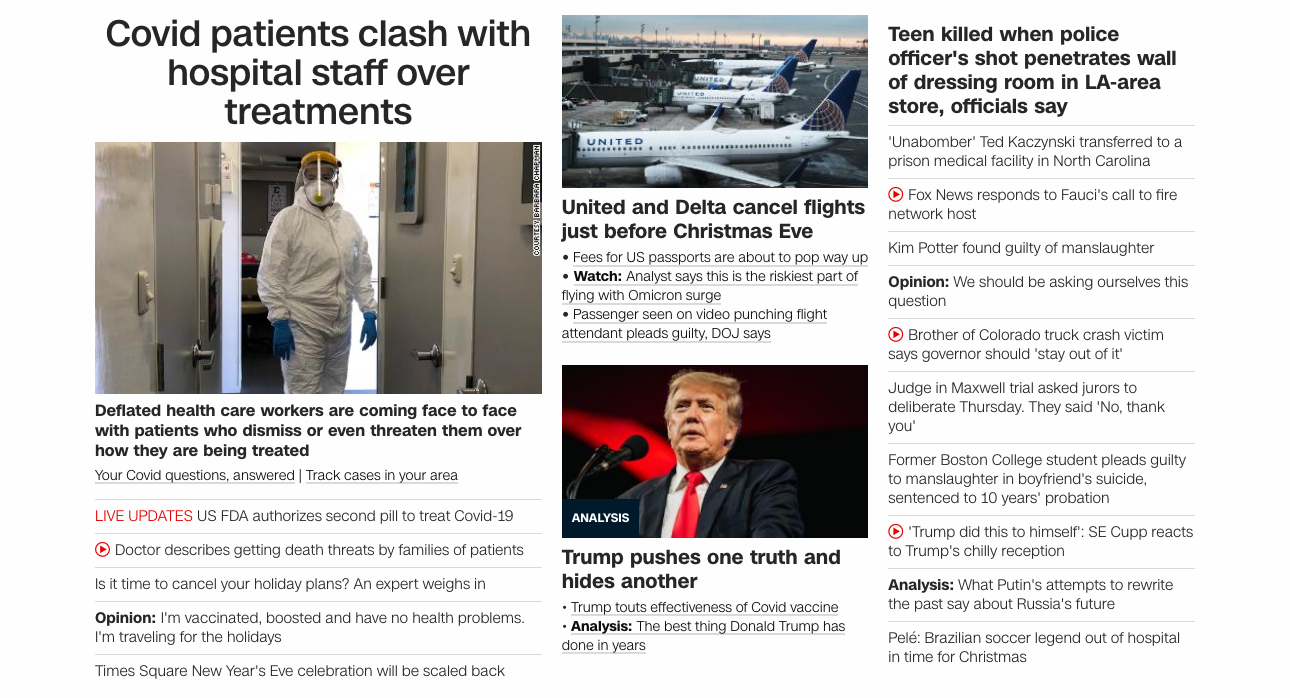 Covid patients clash with
hospital staff over
treatments
COURTESY BARBARA CHAPMAN
Deflated health care workers are coming face to face
with patients who dismiss or even threaten them over
how they are being treated
Your Covid questions, answered | Track cases in your area
LIVE UPDATES US FDA authorizes second pill to treat Covid-19
Doctor describes getting death threats by families of patients
Is it time to cancel your holiday plans? An expert weighs in
Opinion: I'm vaccinated, boosted and have no health problems.
I'm traveling for the holidays
Times Square New Year's Eve celebration will be scaled back
UNITED
UNITED
UNITED
United and Delta cancel flights
just before Christmas Eve
• Fees for US passports are about to pop way up
• Watch: Analyst says this is the riskiest part of
flying with Omicron surge
• Passenger seen on video punching flight
attendant pleads guilty, DOJ says
ANALYSIS
Trump pushes one truth and
hides another
• Trump touts effectiveness of Covid vaccine
• Analysis: The best thing Donald Trump has
done in years
Teen killed when police
officer's shot penetrates wall
of dressing room in LA-area
store, officials say
'Unabomber' Ted Kaczynski transferred to a
prison medical facility in North Carolina
Fox News responds to Fauci's call to fire
network host
Kim Potter found guilty of manslaughter
Opinion: We should be asking ourselves this
question
Brother of Colorado truck crash victim
says governor should 'stay out of it'
Judge in Maxwell trial asked jurors to
deliberate Thursday. They said 'No, thank
you'
Former Boston College student pleads guilty
to manslaughter in boyfriend's suicide,
sentenced to 10 years' probation
'Trump did this to himself': SE Cupp reacts
to Trump's chilly reception
Analysis: What Putin's attempts to rewrite
the past say about Russia's future
Pelé: Brazilian soccer legend out of hospital
in time for Christmas